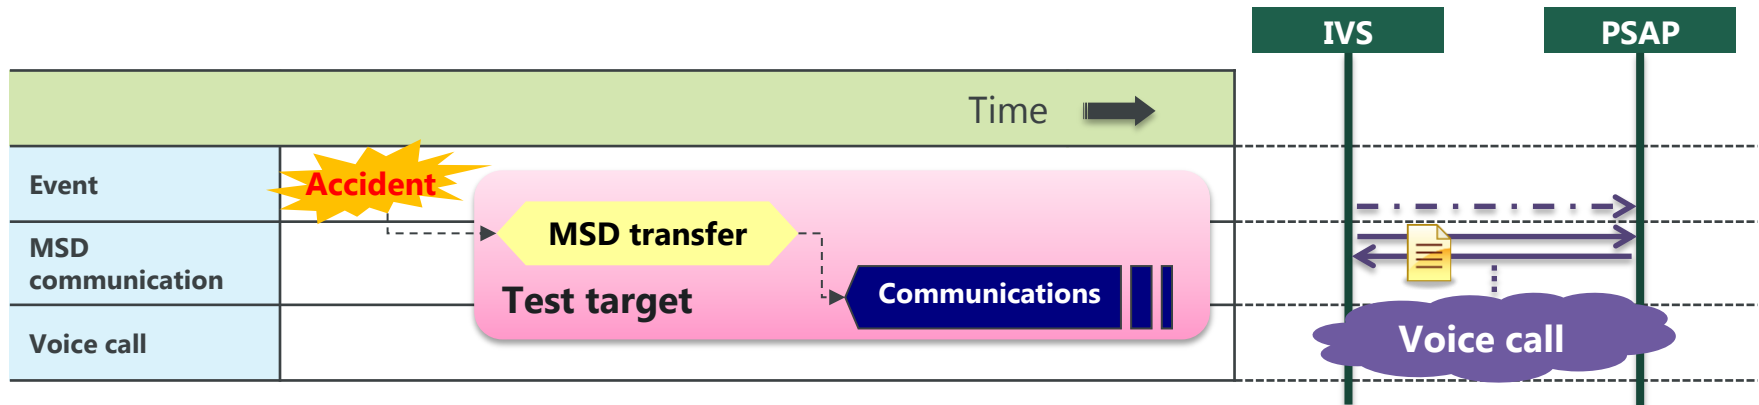 IVS
PSAP
Time
Event
Accident
MSD transfer
MSD
communication
Test target
Communications
Voice call
Voice call